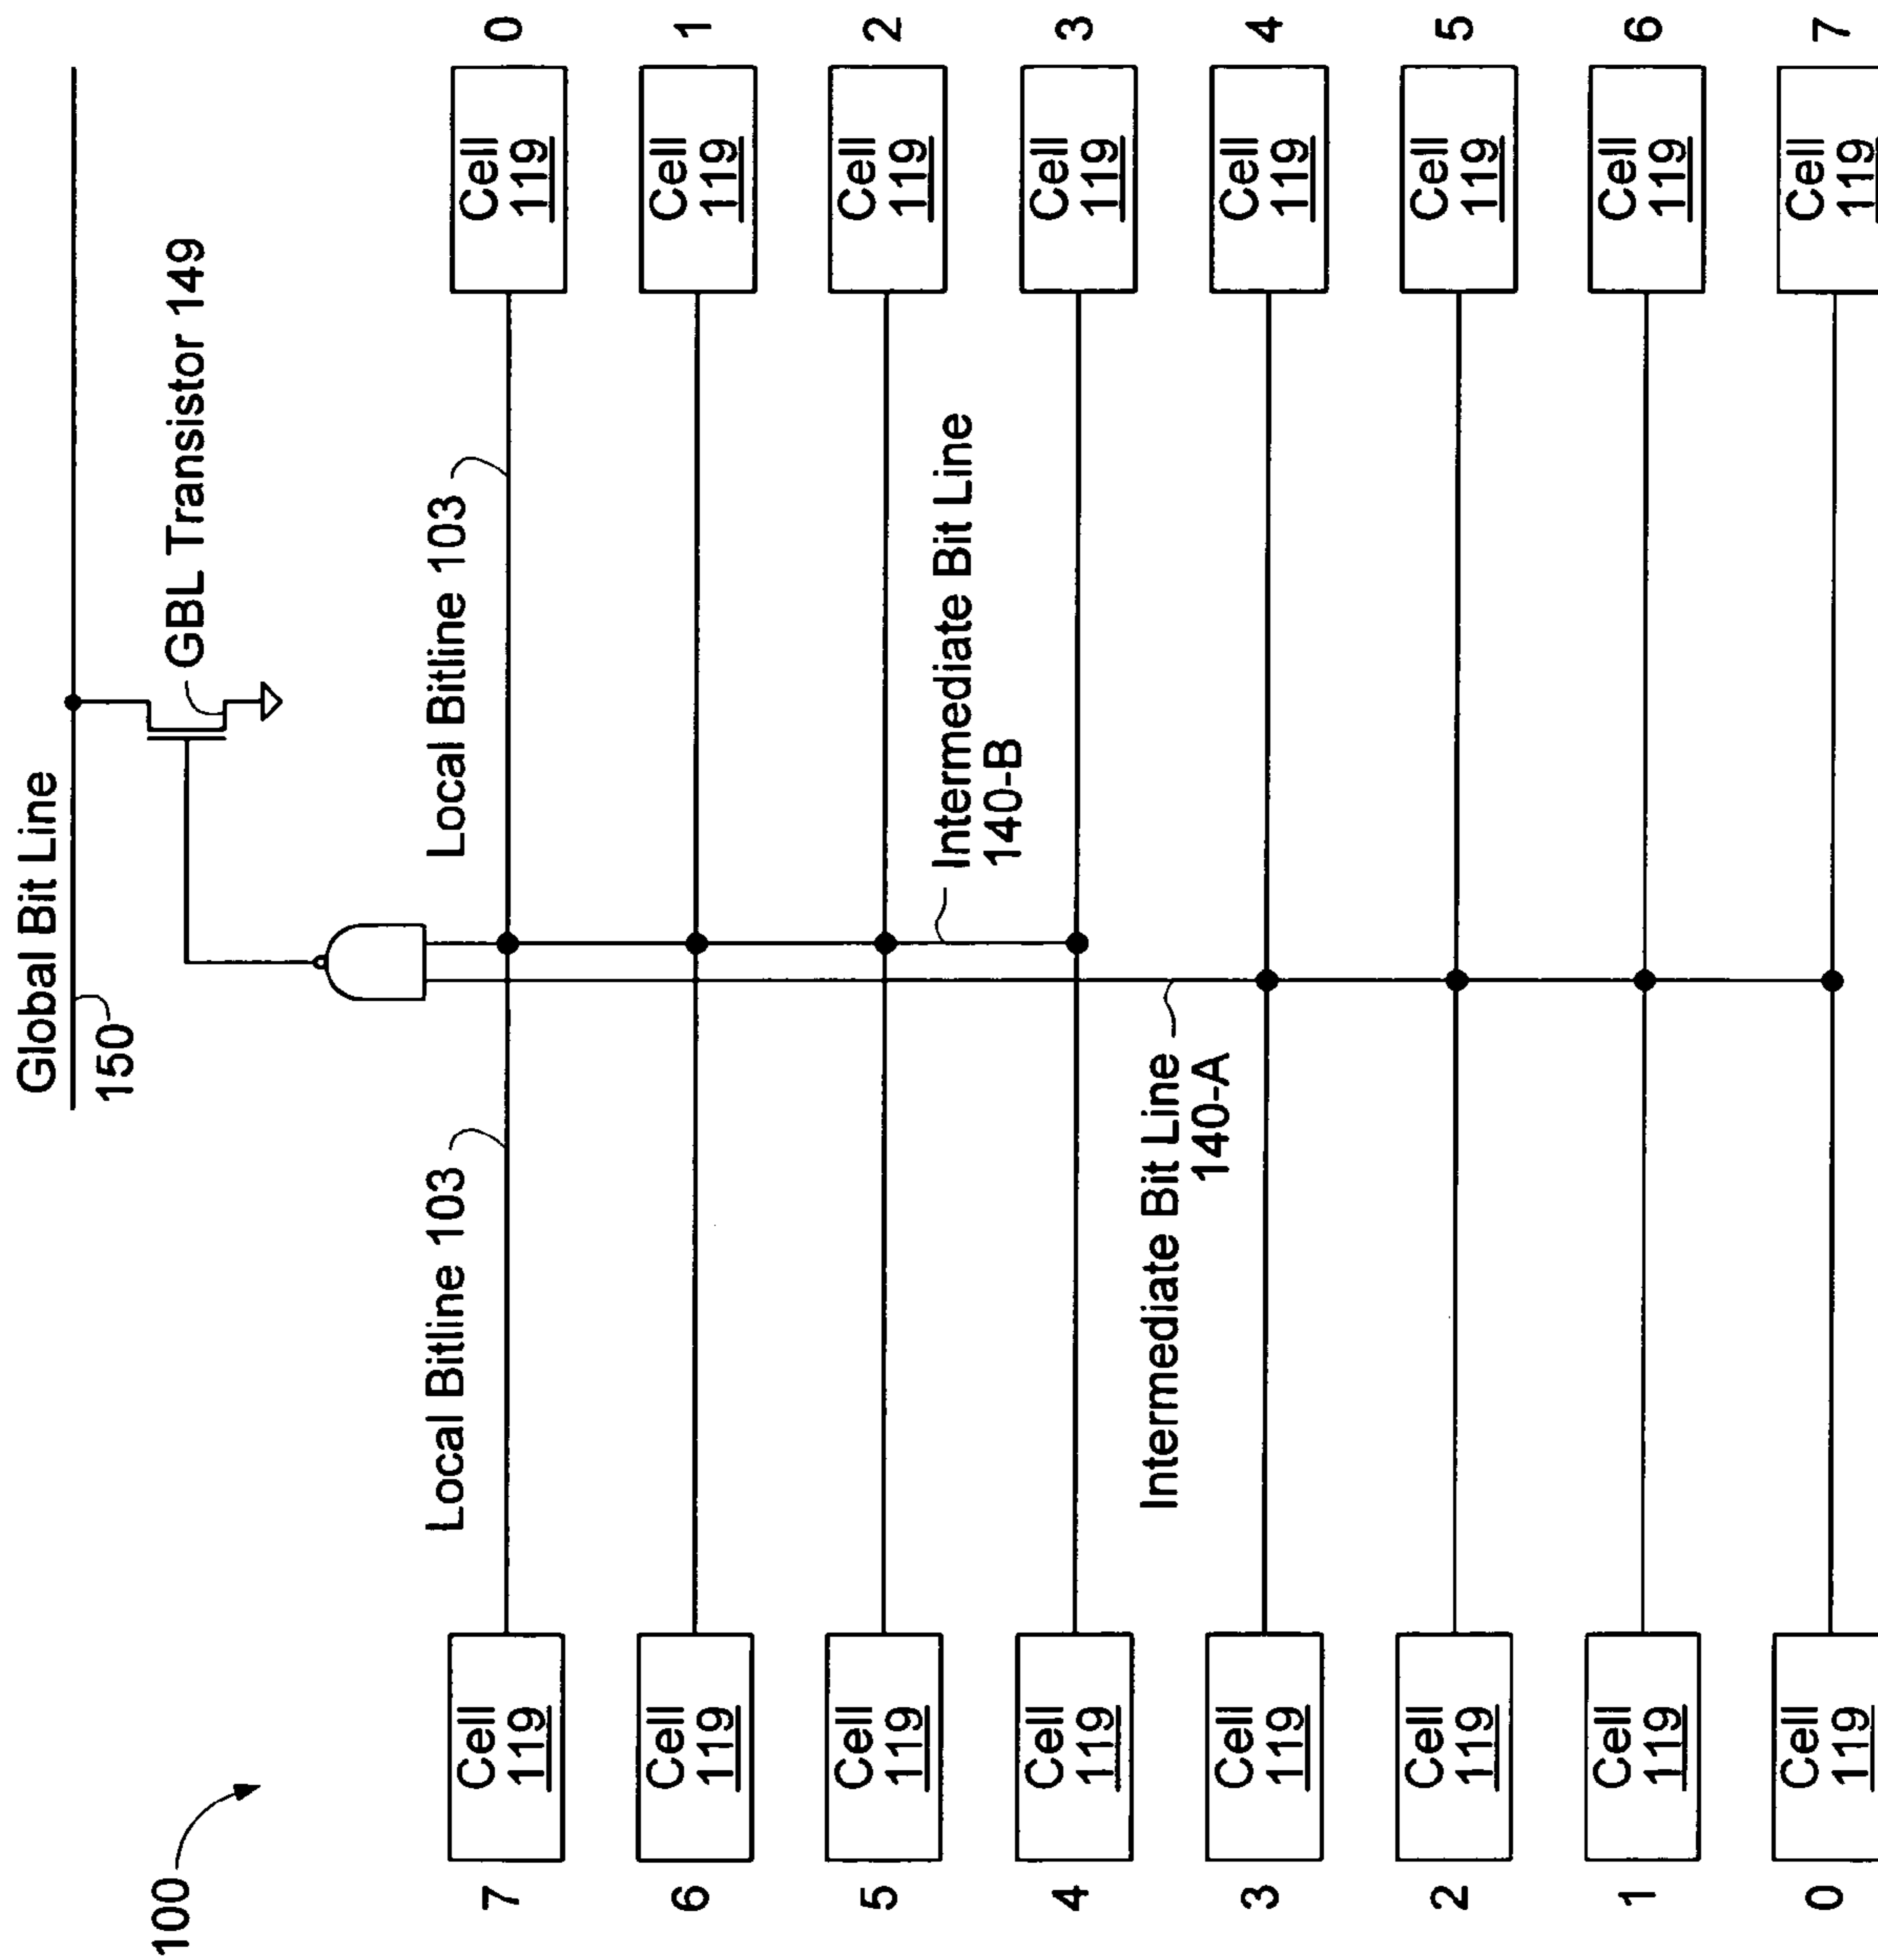 100
Global Bit Line
150
GBL Transistor 149
Local Bitline 103
Local Bitline 103
7
Cell
119
Cell
119
0
6
Cell
119
Cell
119
1
5
Cell
119
Cell
119
2
Intermediate Bit Line
140-B
4
Cell
119
Cell
119
3
Intermediate Bit Line
140-A
3
Cell
119
Cell
119
4
2
Cell
119
Cell
119
5
1
Cell
119
Cell
119
6
0
Cell
119
Cell
119
7